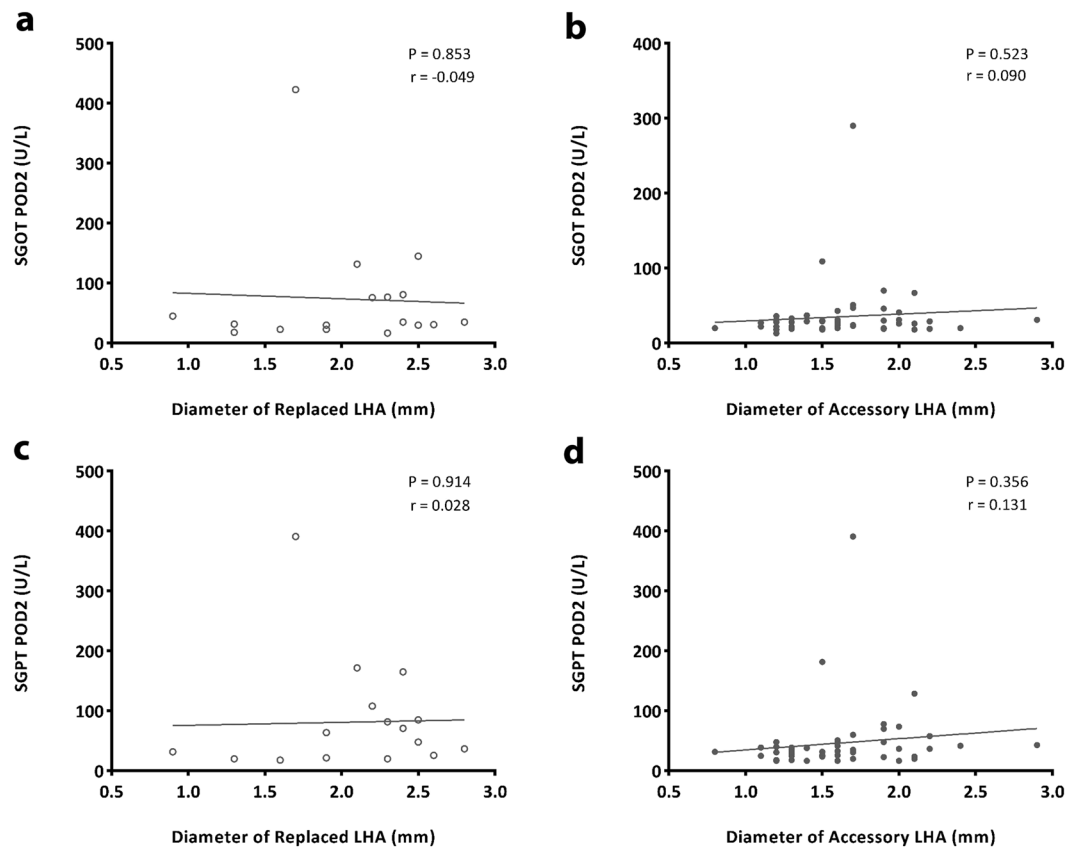 a
P = 0.853
r = -0.049
SGOT POD2 (U/L)
500
400
300
200
100
0
0.5 1.0 1.5 2.0 2.5 3.0
Diameter of Replaced LHA (mm)
b
P = 0.523
r = 0.090
SGOT POD2 (U/L)
400
300
200
100
0
0.5 1.0 1.5 2.0 2.5 3.0
Diameter of Accessory LHA (mm)
c
P = 0.914
r = 0.028
SGPT POD2 (U/L)
500
400
300
200
100
0
0.5 1.0 1.5 2.0 2.5 3.0
Diameter of Replaced LHA (mm)
d
P = 0.356
r = 0.131
SGPT POD2 (U/L)
500
400
300
200
100
0
0.5 1.0 1.5 2.0 2.5 3.0
Diameter of Accessory LHA (mm)